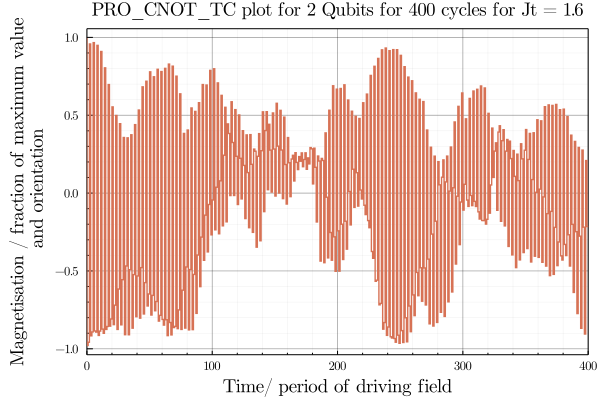 PRO_CNOT_TC plot for 2 Qubits for 400 cycles for Jt = 1.6
Magnetisation / fraction of maximum value
and orientation
1.0
0.5
0.0
−0.5
−1.0
0
100
200
300
400
Time/ period of driving field